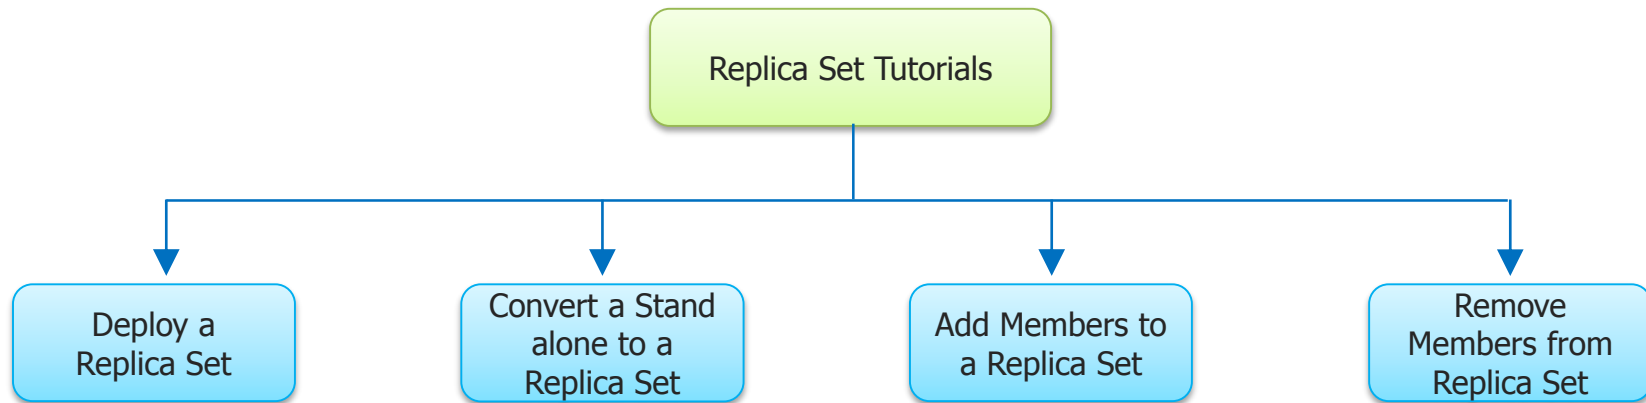 Replica Set Tutorials
Deploy a
Replica Set
Convert a Stand
alone to a
Replica Set
Add Members to
a Replica Set
Remove
Members from
Replica Set